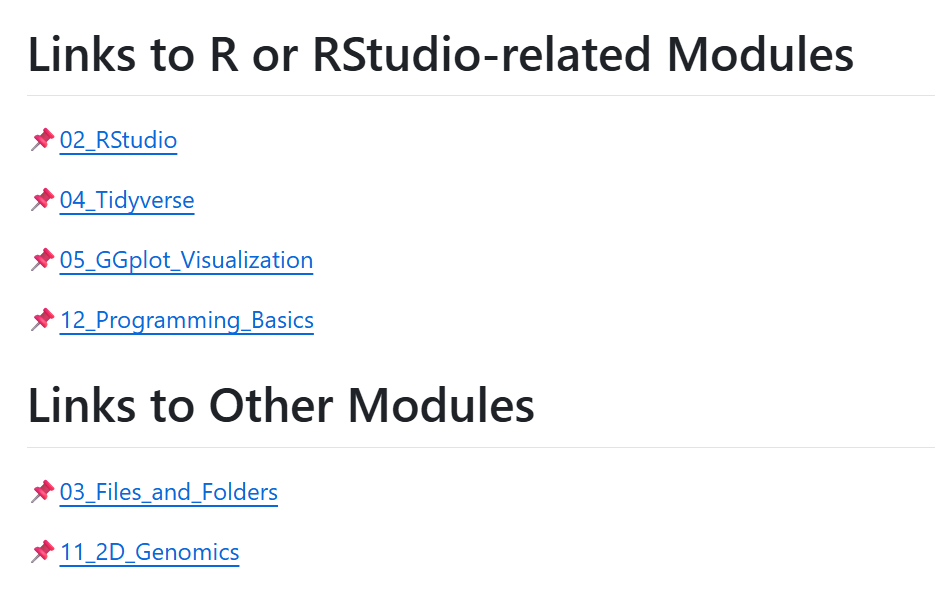 Links to R or RStudio-related Modules
02_RStudio
04_Tidyverse
05_GGplot_Visualization
12_Programming_Basics
Links to Other Modules
03_Files_and_Folders
11_2D_Genomics